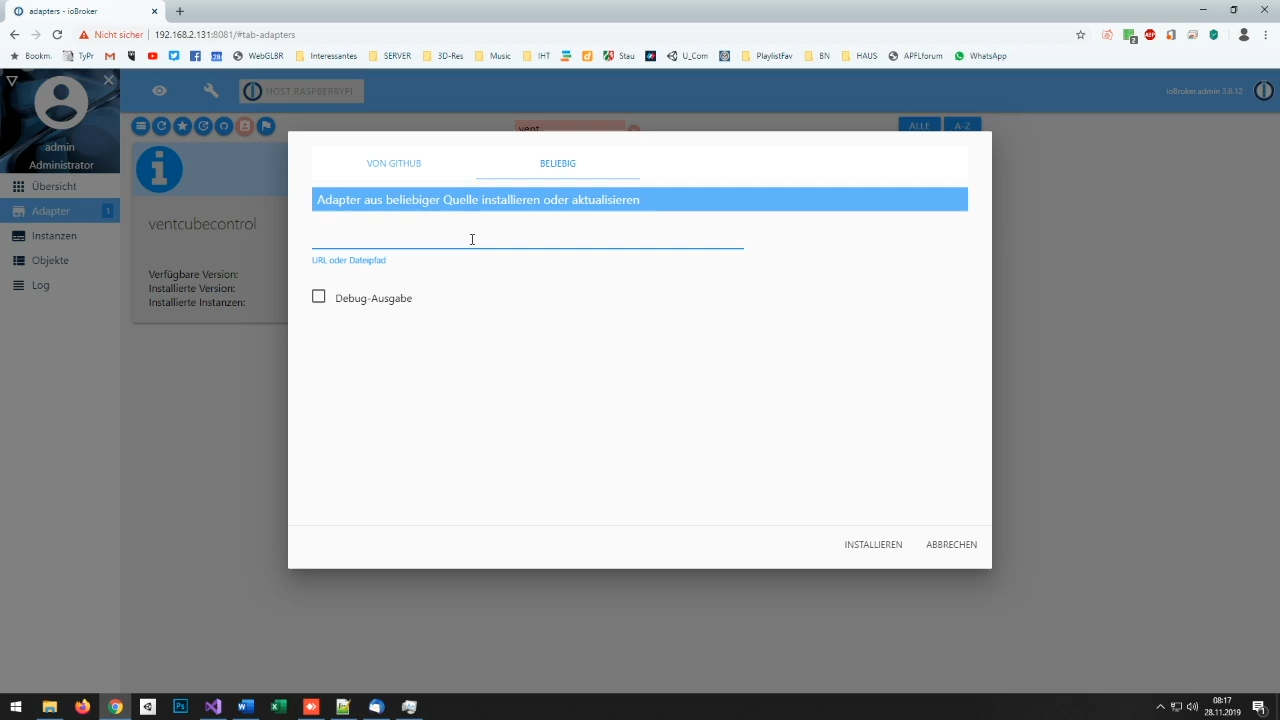 adapters - ioBroker
Nicht sicher
192.168.2.131:8081/#tab-adapters
2
ABP
Bookm.
TyPr
WebGLBR
Interessantes
SERVER
3D-Res
Music
IHT
Stau
U_Com
PlaylistFav
BN
HAUS
APFLforum
WhatsApp
HOST RASPBERRYPI
ioBroker.admin 3.6.12
admin
Administrator
Übersicht
Adapter
1
Instanzen
Objekte
Log
vent
ALLE
A-Z
ventcubecontrol
Verfügbare Version:
Installierte Version:
Installierte Instanzen:
VON GITHUB
BELIEBIG
Adapter aus beliebiger Quelle installieren oder aktualisieren
URL oder Dateipfad
Debug-Ausgabe
INSTALLIEREN
ABBRECHEN
08:17
28.11.2019